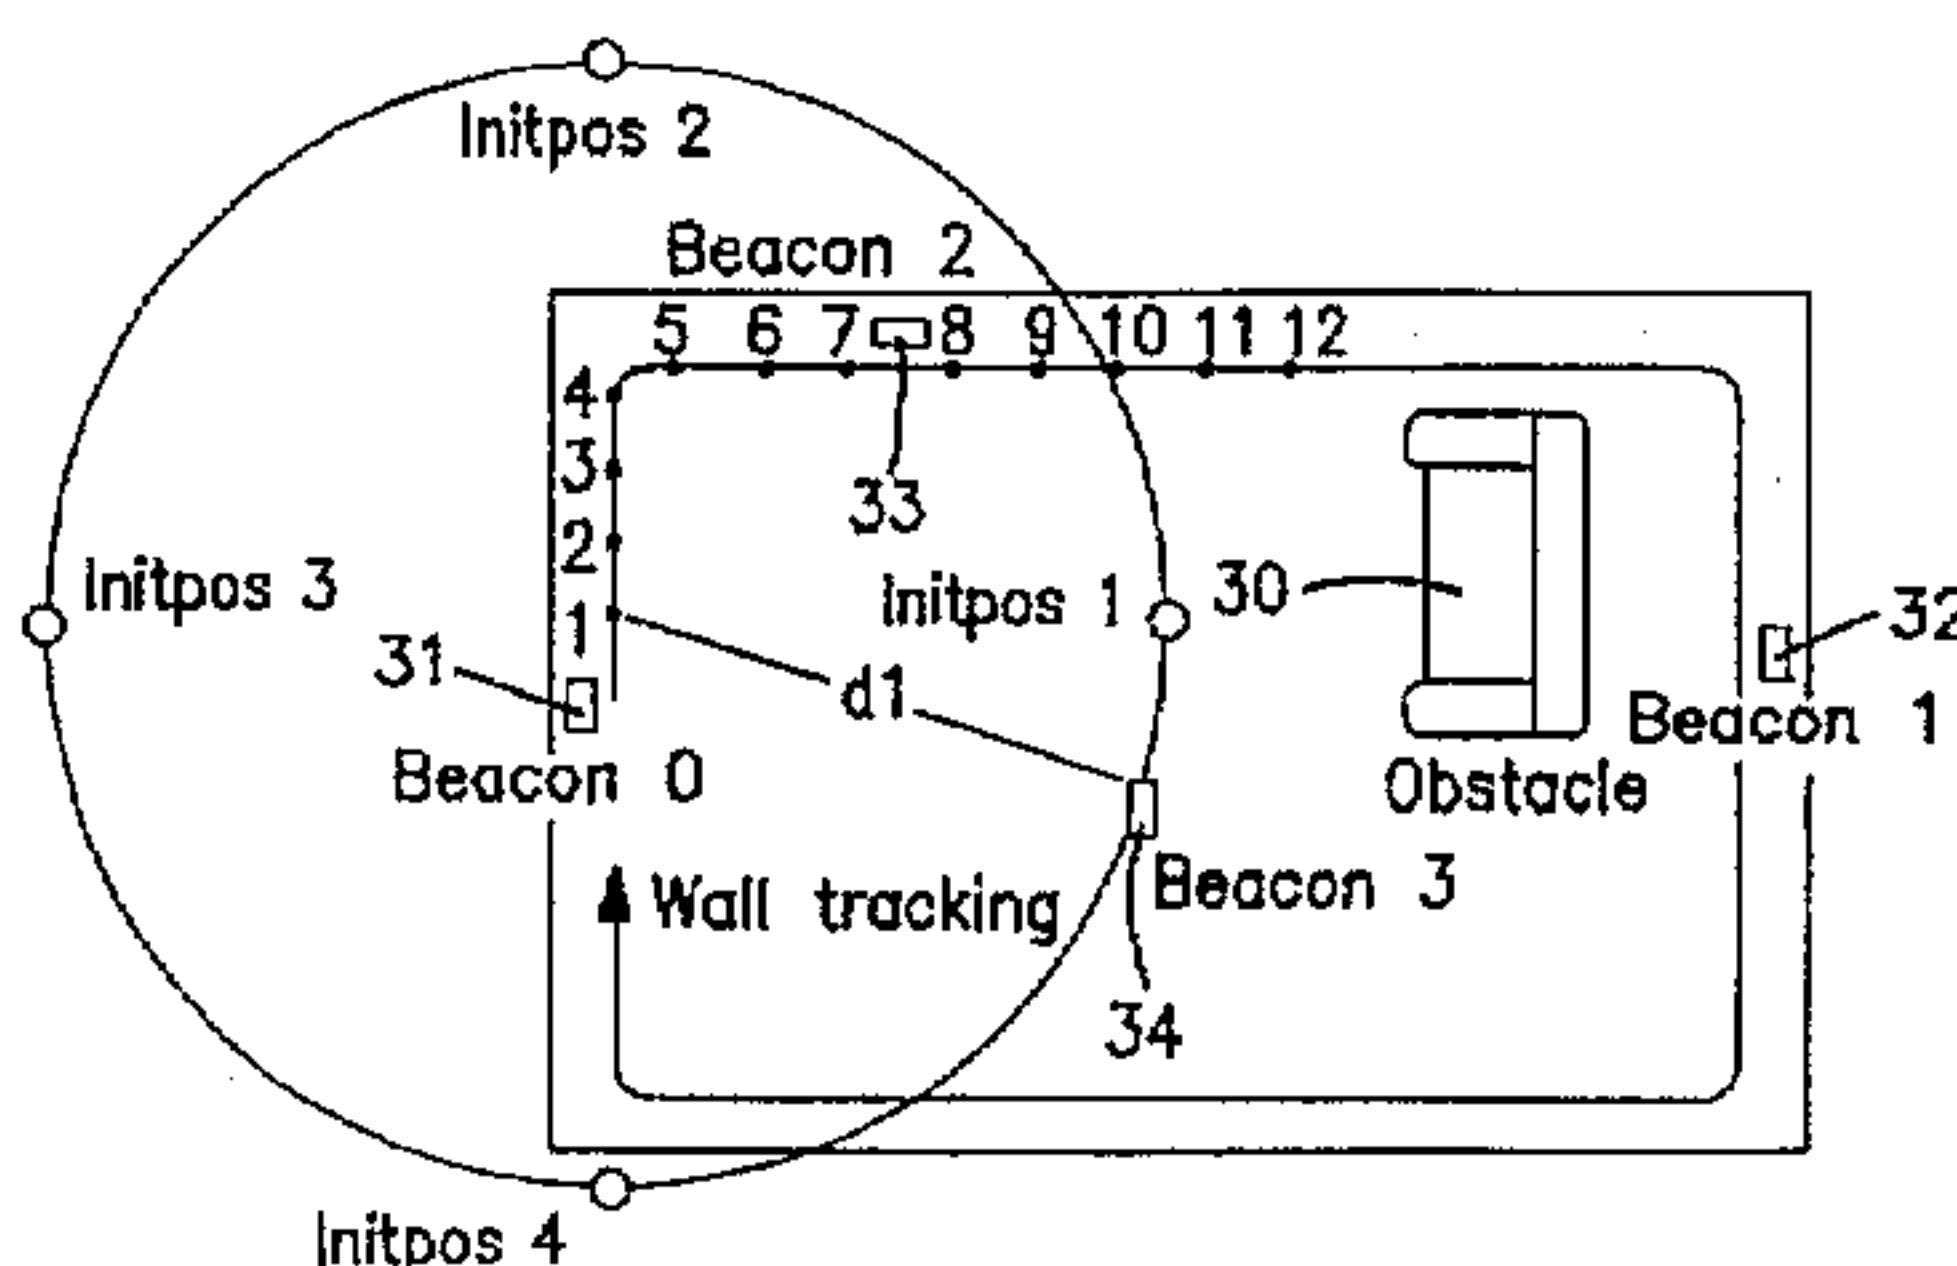 Initpos 2
Beacon 2
5 6 7 8 9 10 11 12
4
3
33
2
Initpos 3
Initpos 1
30
1
32
31
d1
Beacon 1
Beacon 0
Obstacle
Wall tracking
Beacon 3
34
Initpos 4